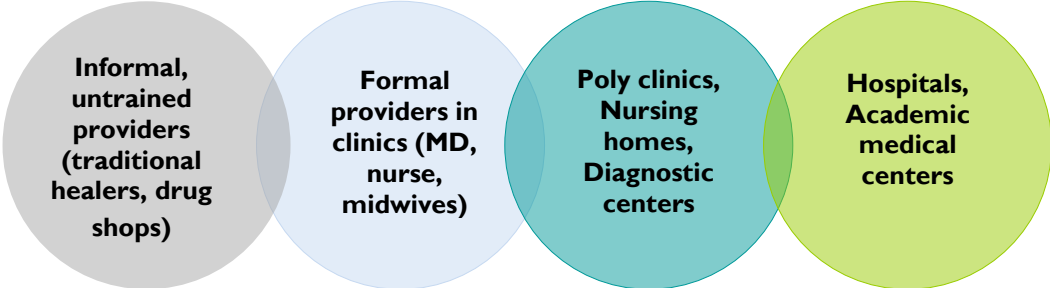 Informal,
untrained
providers
(traditional
healers, drug
shops)
Formal
providers in
clinics (MD,
nurse,
midwives)
Poly clinics,
Nursing
homes,
Diagnostic
centers
Hospitals,
Academic
medical
centers